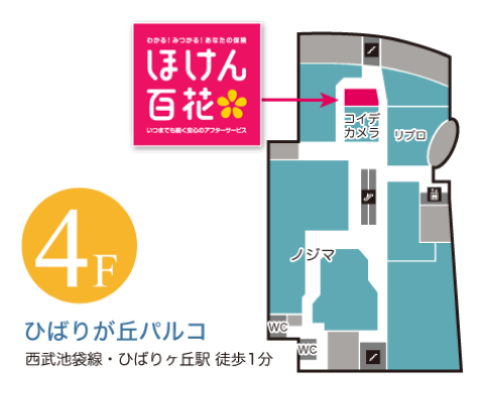 わかる!みつかる!あなたの保険
ほけん
百花
いつまでも続く安心のアフターサービス
コイデ
カメラ
リブロ
4F
ノジマ
ひばりが丘パルコ
西武池袋線・ひばりヶ丘駅 徒歩1分
WC
WC